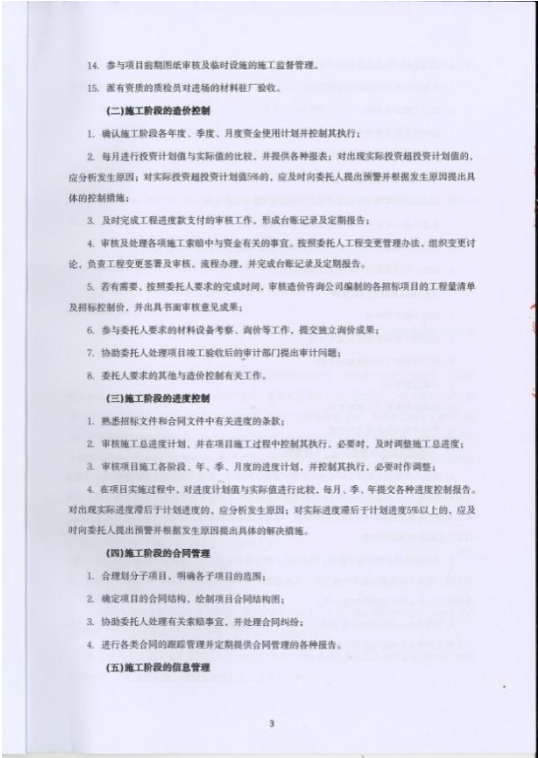 14. 参与项目前期图纸审核及临时设施的施工监督管理。
15. 派有资质的质检员对进场的材料驻厂验收。
(二)施工阶段的造价控制
1. 确认施工阶段各年度、季度、月度资金使用计划并控制其执行；
2. 每月进行投资计划值与实际值的比较，并提供各种报表；对出现实际投资超投资计划值的，
应分析发生原因；对实际投资超投资计划值5%的，应及时向委托人提出预警并根据发生原因提出具
体的控制措施；
3. 及时完成工程进度款支付的审核工作，形成台账记录及定期报告；
4. 审核及处理各项施工索赔中与资金有关的事宜。按照委托人工程变更管理办法，组织变更讨
论，负责工程变更签署及审核，流程办理，并完成台账记录及定期报告。
5. 若有需要，按照委托人要求的完成时间，审核造价咨询公司编制的各招标项目的工程量清单
及招标控制价，并出具书面审核意见成果；
6. 参与委托人要求的材料设备考察、询价等工作，提交独立询价成果；
7. 协助委托人处理项目竣工验收后的审计部门提出审计问题；
8. 委托人要求的其他与造价控制有关工作。
(三)施工阶段的进度控制
1. 熟悉招标文件和合同文件中有关进度的条款；
2. 审核施工总进度计划，并在项目施工过程中控制其执行，必要时，及时调整施工总进度；
3. 审核项目施工各阶段、年、季、月度的进度计划，并控制其执行，必要时作调整；
4. 在项目实施过程中，对进度计划值与实际值进行比较，每月、季、年提交各种进度控制报告。
对出现实际进度滞后于计划进度的，应分析发生原因；对实际进度滞后于计划进度5%以上的，应及
时向委托人提出预警并根据发生原因提出具体的解决措施。
(四)施工阶段的合同管理
1. 合理划分子项目，明确各子项目的范围；
2. 确定项目的合同结构，绘制项目合同结构图；
3. 协助委托人处理有关索赔事宜，并处理合同纠纷；
4. 进行各类合同的跟踪管理并定期提供合同管理的各种报告。
(五)施工阶段的信息管理
3